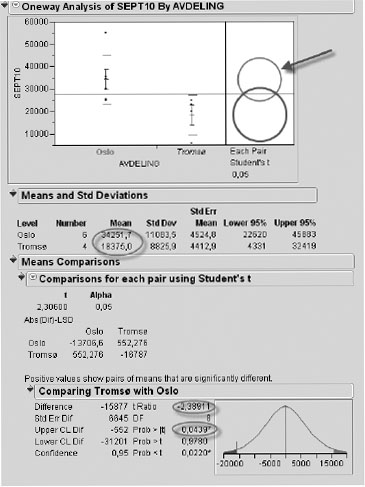 Oneway Analysis of SEPT10 By AVDELING
60000
50000
40000
30000
20000
10000
SEPT10
Oslo Tromsø
AVDELING
Each Pair
Student's t
0,05
Means and Std Deviations
Std Err
Level Number Mean Std Dev Mean Lower 95% Upper 95%
Oslo 6 34251,7 11083,5 4524,8 22620 45883
Tromsø 4 18375,0 8825,9 4412,9 4331 32419
Means Comparisons
Comparisons for each pair using Student's t
t Alpha
2,30600 0,05
Abs(Dif)-LSD
Oslo Tromsø
Oslo -13706,6 552,276
Tromsø 552,276 -16787
Positive values show pairs of means that are significantly different.
Comparing Tromsø with Oslo
Difference -15877 t Ratio -2,38911
Std Err Dif 6645 DF 8
Upper CL Dif -552 Prob > |t| 0,0439*
Lower CL Dif -31201 Prob > t 0,9780
Confidence 0,95 Prob < t 0,0220*
-20000 -5000 0 5000 15000